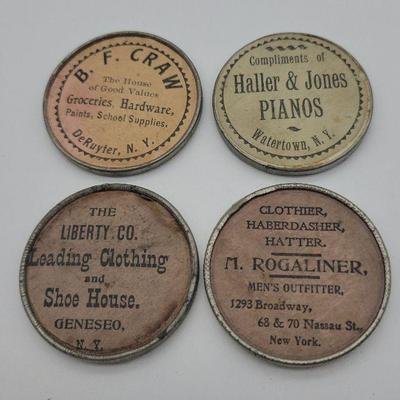 B. F. CRAW
The House
of Good Values
Groceries, Hardware,
Paints, School Supplies.
DeRuyter, N. Y.
Compliments of
Haller & Jones
PIANOS
Watertown, N. Y.
THE
LIBERTY CO.
Leading Clothing
and
Shoe House.
GENESEO,
N. Y.
CLOTHIER,
HABERDASHER,
HATTER.
M. ROGALINER,
MEN'S OUTFITTER,
1293 Broadway,
68 & 70 Nassau St.,
New York.